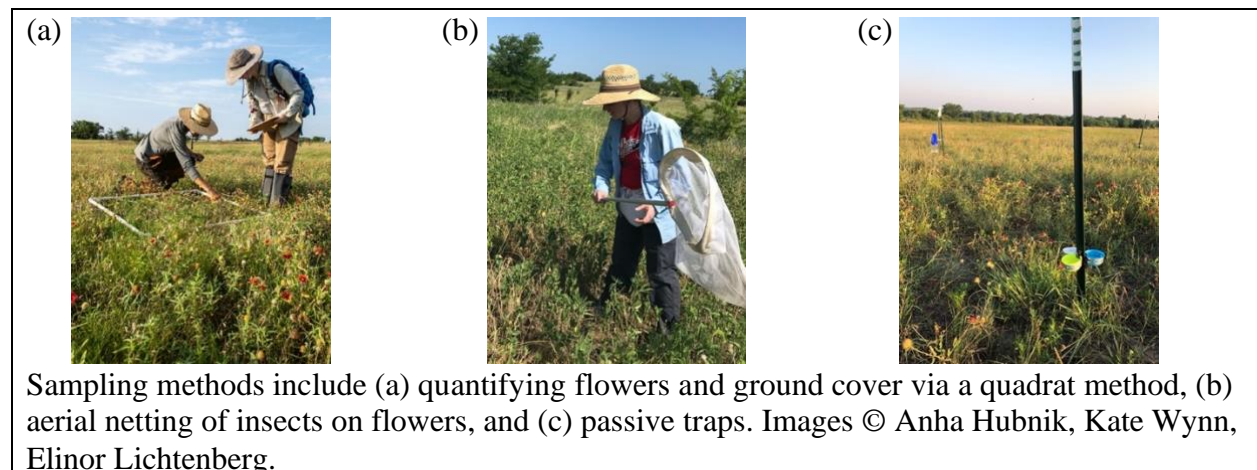 (a)
(b)
(c)
Sampling methods include (a) quantifying flowers and ground cover via a quadrat method, (b)
aerial netting of insects on flowers, and (c) passive traps. Images © Anha Hubnik, Kate Wynn,
Elinor Lichtenberg.